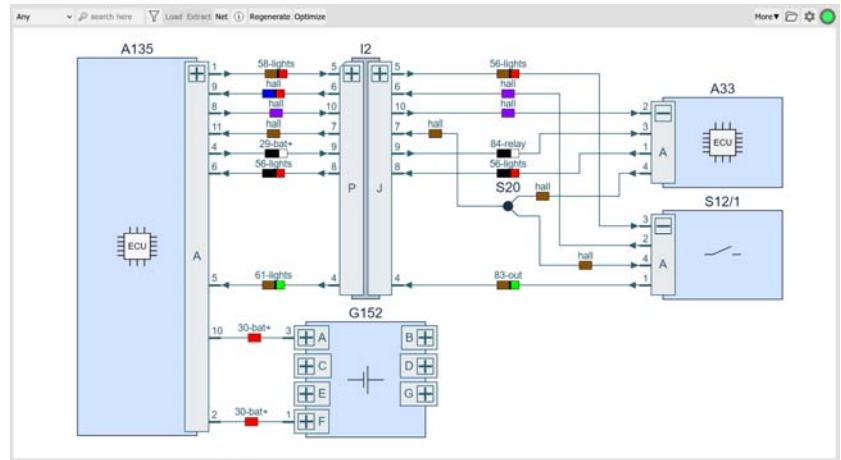 Any search here Load Extract Net Regenerate Optimize More
A135 I2
1 58-lights 5 5 56-lights
9 hall 6 6 hall
8 hall 10 10 hall
11 hall 7 7 hall
4 29-bat+ 9 9 84-relay
6 56-lights 8 8 56-lights
A33
2
3
ECU
1
A
4
S20 hall
S12/1
P J
3
2
hall 4
A
1
ECU A
5 61-lights 4 4 83-out
G152
10 30-bat+ 3 A B
C D
E G
2 30-bat+ 1 F